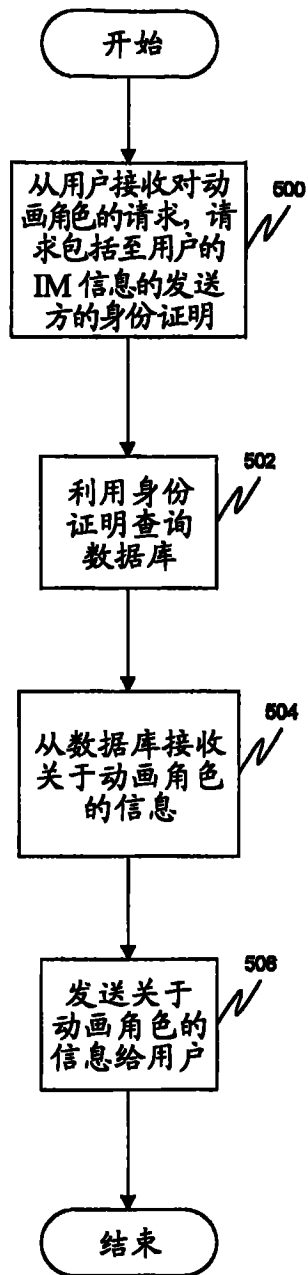 开始
从用户接收对动
画角色的请求，请
求包括至用户的
IM 信息的发送
方的身份证明
500
利用身份
证明查询
数据库
502
从数据库接收
关于动画角色
的信息
504
发送关于
动画角色的
信息给用户
506
结束